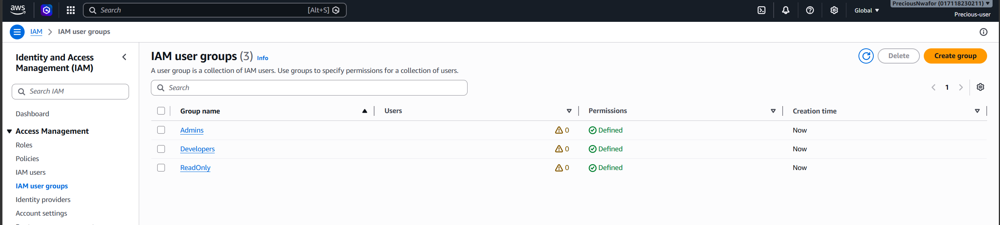 aws
Search
[Alt+S]
Global
PreciousNwafor (017118230211)
Precious-user
IAM
IAM user groups
Identity and Access
Management (IAM)
Search IAM
Dashboard
Access Management
Roles
Policies
IAM users
IAM user groups
Identity providers
Account settings
IAM user groups (3) Info
Delete
Create group
A user group is a collection of IAM users. Use groups to specify permissions for a collection of users.
Search
1
Group name Users Permissions Creation time
Admins 0 Defined Now
Developers 0 Defined Now
ReadOnly 0 Defined Now